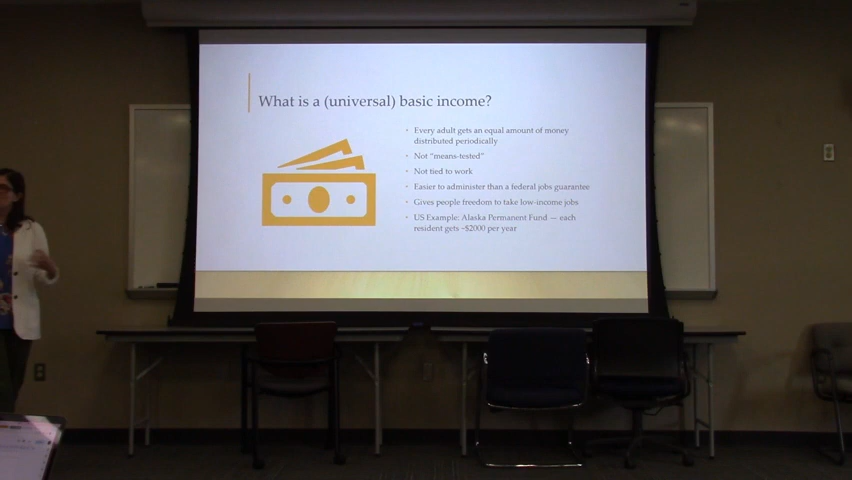 What is a (universal) basic income?
• Every adult gets an equal amount of money
distributed periodically
• Not "means-tested"
• Not tied to work
• Easier to administer than a federal jobs guarantee
• Gives people freedom to take low-income jobs
• US Example: Alaska Permanent Fund — each
resident gets ~$2000 per year